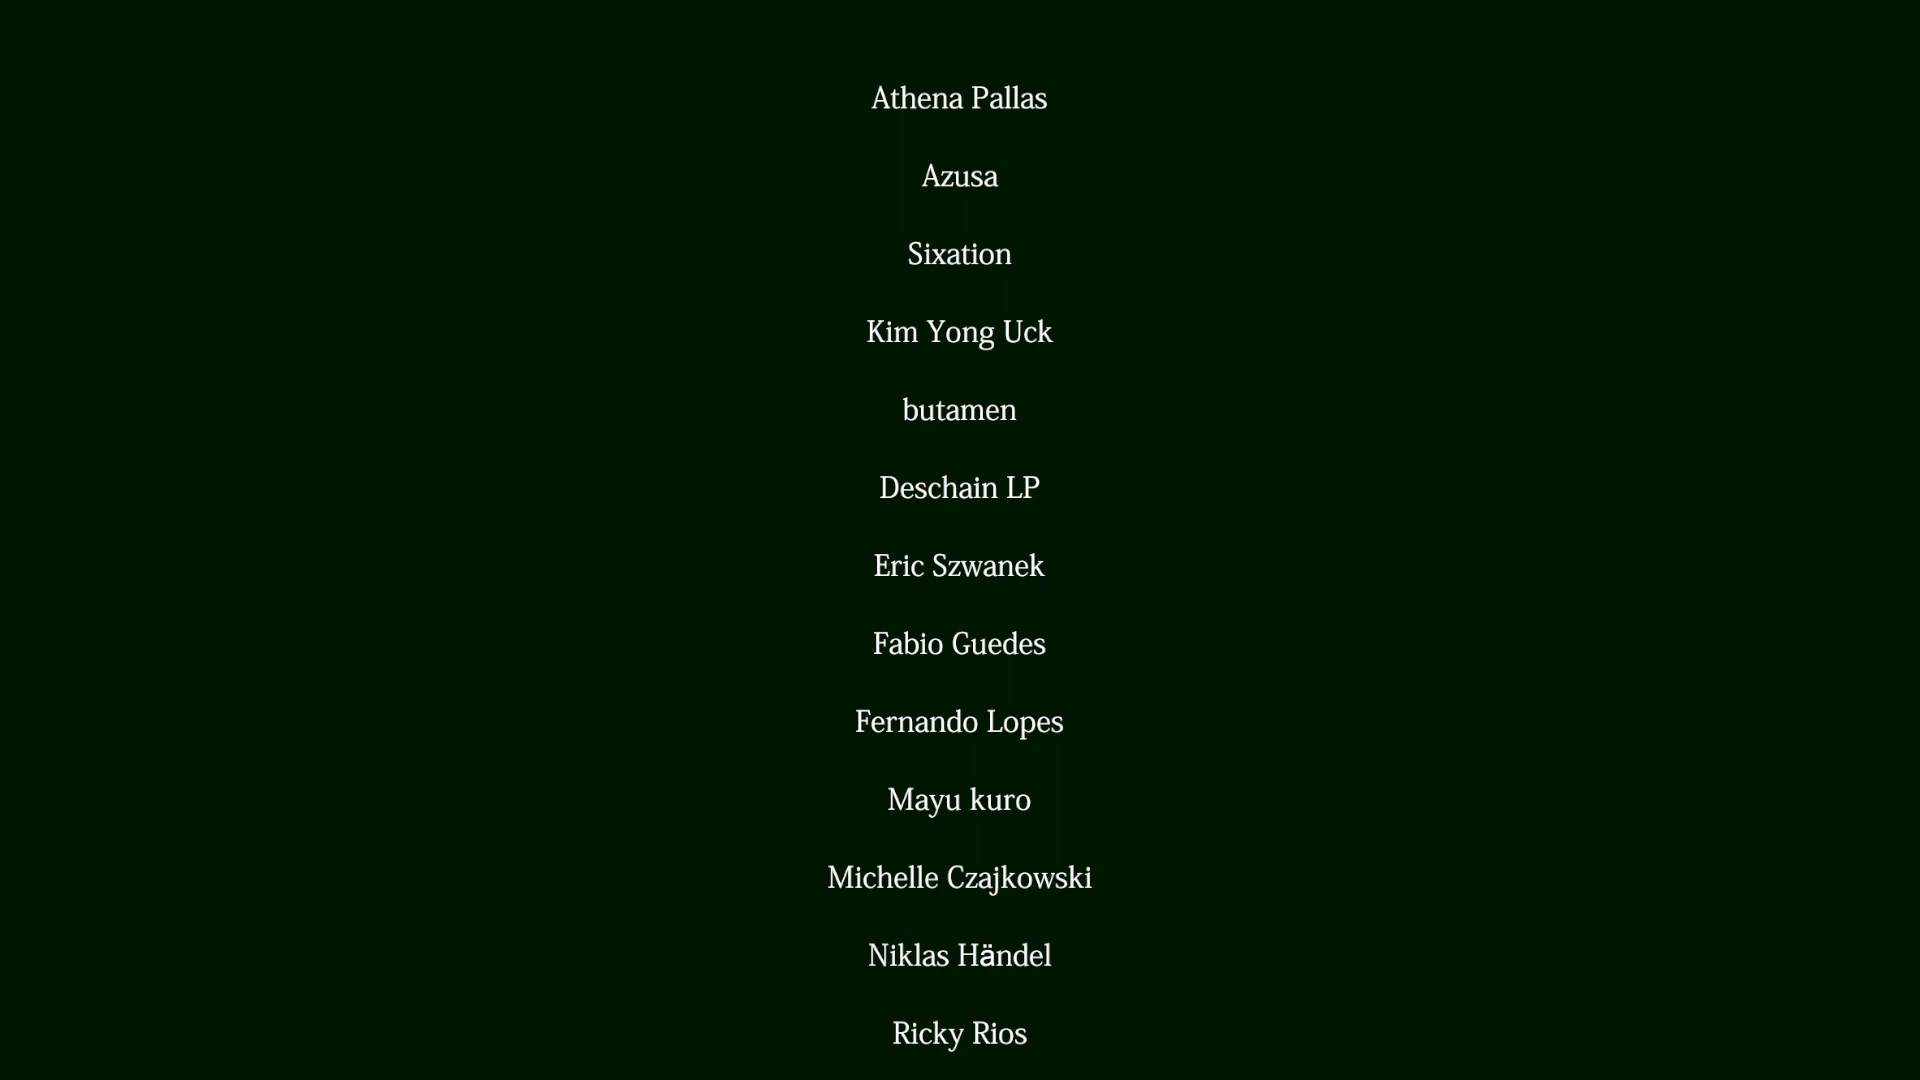 Athena Pallas
Azusa
Sixation
Kim Yong Uck
butamen
Deschain LP
Eric Szwanek
Fabio Guedes
Fernando Lopes
Mayu kuro
Michelle Czajkowski
Niklas Händel
Ricky Rios